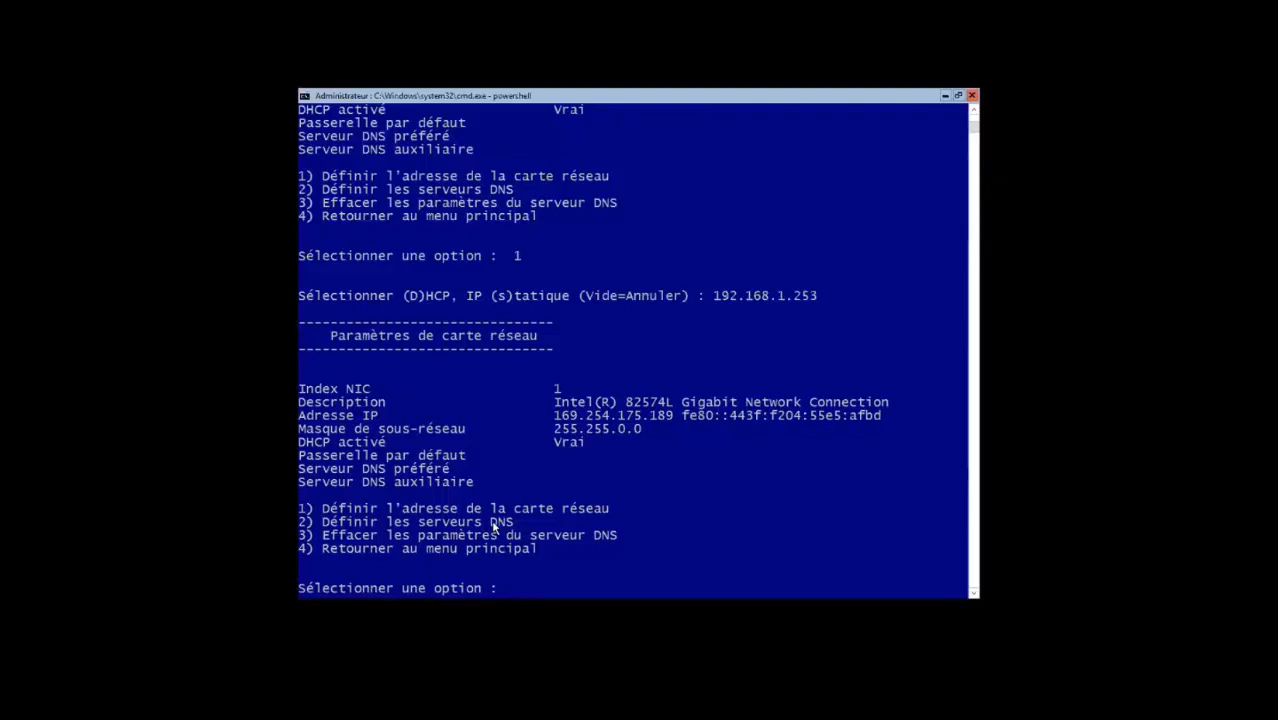 Administrateur : C:\Windows\system32\cmd.exe - powershell
DHCP activé Vrai
Passerelle par défaut
Serveur DNS préféré
Serveur DNS auxiliaire
1) Définir l'adresse de la carte réseau
2) Définir les serveurs DNS
3) Effacer les paramètres du serveur DNS
4) Retourner au menu principal
Sélectionner une option : 1
Sélectionner (D)HCP, IP (s)tatique (Vide=Annuler) : 192.168.1.253
--------------------------------
Paramètres de carte réseau
--------------------------------
Index NIC 1
Description Intel(R) 82574L Gigabit Network Connection
Adresse IP 169.254.175.189 fe80::443f:f204:55e5:afbd
Masque de sous-réseau 255.255.0.0
DHCP activé Vrai
Passerelle par défaut
Serveur DNS préféré
Serveur DNS auxiliaire
1) Définir l'adresse de la carte réseau
2) Définir les serveurs DNS
3) Effacer les paramètres du serveur DNS
4) Retourner au menu principal
Sélectionner une option :